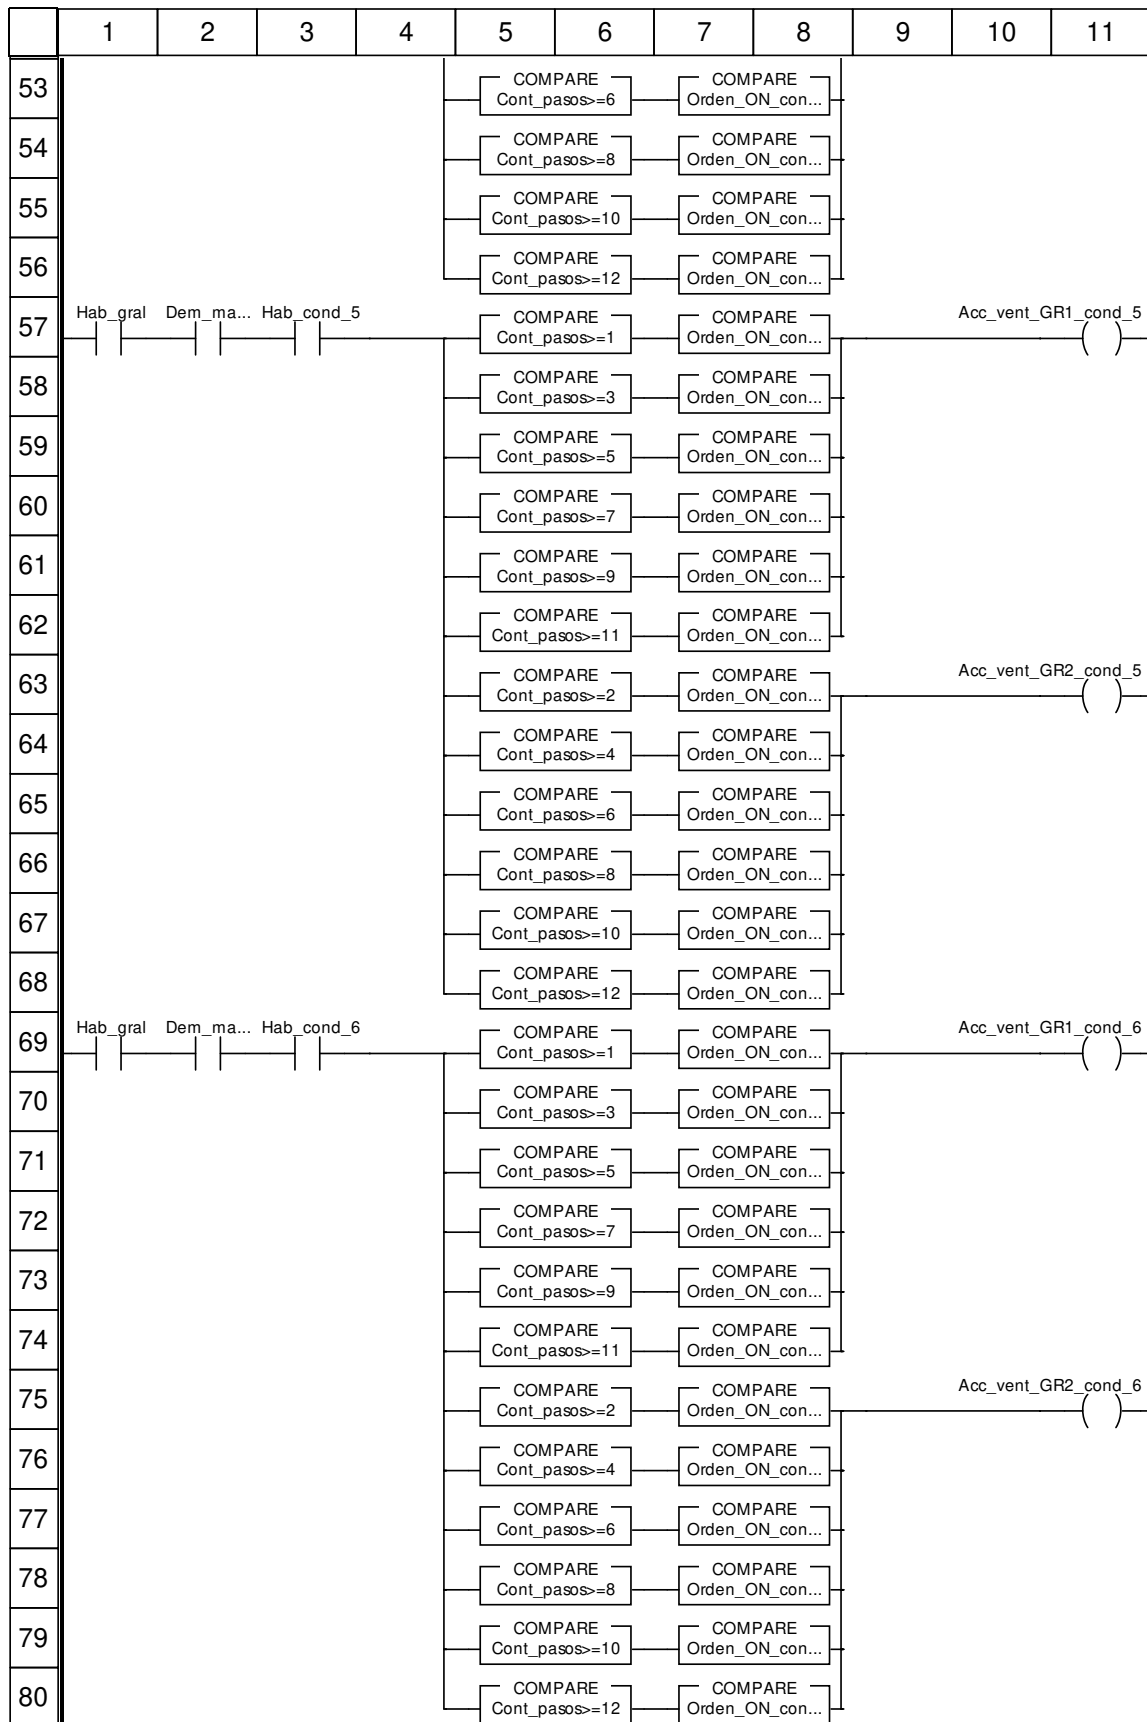 1 2 3 4 5 6 7 8 9 10 11
53 COMPARE COMPARE
Cont_pasos>=6 Orden_ON_con...
54 COMPARE COMPARE
Cont_pasos>=8 Orden_ON_con...
55 COMPARE COMPARE
Cont_pasos>=10 Orden_ON_con...
56 COMPARE COMPARE
Cont_pasos>=12 Orden_ON_con...
Hab_gral Dem_ma... Hab_cond_5 Acc_vent_GR1_cond_5
57 COMPARE COMPARE
Cont_pasos>=1 Orden_ON_con...
58 COMPARE COMPARE
Cont_pasos>=3 Orden_ON_con...
59 COMPARE COMPARE
Cont_pasos>=5 Orden_ON_con...
60 COMPARE COMPARE
Cont_pasos>=7 Orden_ON_con...
61 COMPARE COMPARE
Cont_pasos>=9 Orden_ON_con...
62 COMPARE COMPARE
Cont_pasos>=11 Orden_ON_con...
Acc_vent_GR2_cond_5
63 COMPARE COMPARE
Cont_pasos>=2 Orden_ON_con...
64 COMPARE COMPARE
Cont_pasos>=4 Orden_ON_con...
65 COMPARE COMPARE
Cont_pasos>=6 Orden_ON_con...
66 COMPARE COMPARE
Cont_pasos>=8 Orden_ON_con...
67 COMPARE COMPARE
Cont_pasos>=10 Orden_ON_con...
68 COMPARE COMPARE
Cont_pasos>=12 Orden_ON_con...
Hab_gral Dem_ma... Hab_cond_6 Acc_vent_GR1_cond_6
69 COMPARE COMPARE
Cont_pasos>=1 Orden_ON_con...
70 COMPARE COMPARE
Cont_pasos>=3 Orden_ON_con...
71 COMPARE COMPARE
Cont_pasos>=5 Orden_ON_con...
72 COMPARE COMPARE
Cont_pasos>=7 Orden_ON_con...
73 COMPARE COMPARE
Cont_pasos>=9 Orden_ON_con...
74 COMPARE COMPARE
Cont_pasos>=11 Orden_ON_con...
Acc_vent_GR2_cond_6
75 COMPARE COMPARE
Cont_pasos>=2 Orden_ON_con...
76 COMPARE COMPARE
Cont_pasos>=4 Orden_ON_con...
77 COMPARE COMPARE
Cont_pasos>=6 Orden_ON_con...
78 COMPARE COMPARE
Cont_pasos>=8 Orden_ON_con...
79 COMPARE COMPARE
Cont_pasos>=10 Orden_ON_con...
80 COMPARE COMPARE
Cont_pasos>=12 Orden_ON_con...